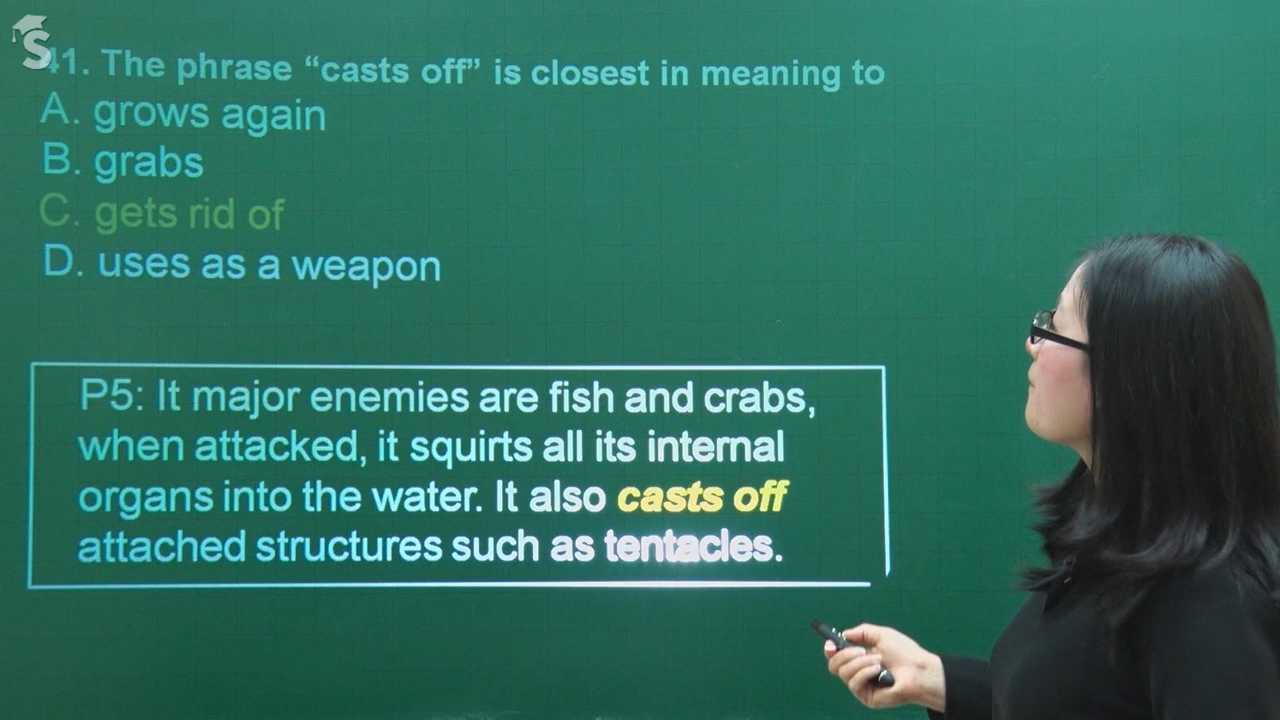 S
41. The phrase “casts off” is closest in meaning to
A. grows again
B. grabs
C. gets rid of
D. uses as a weapon
P5: It major enemies are fish and crabs,
when attacked, it squirts all its internal
organs into the water. It also casts off
attached structures such as tentacles.